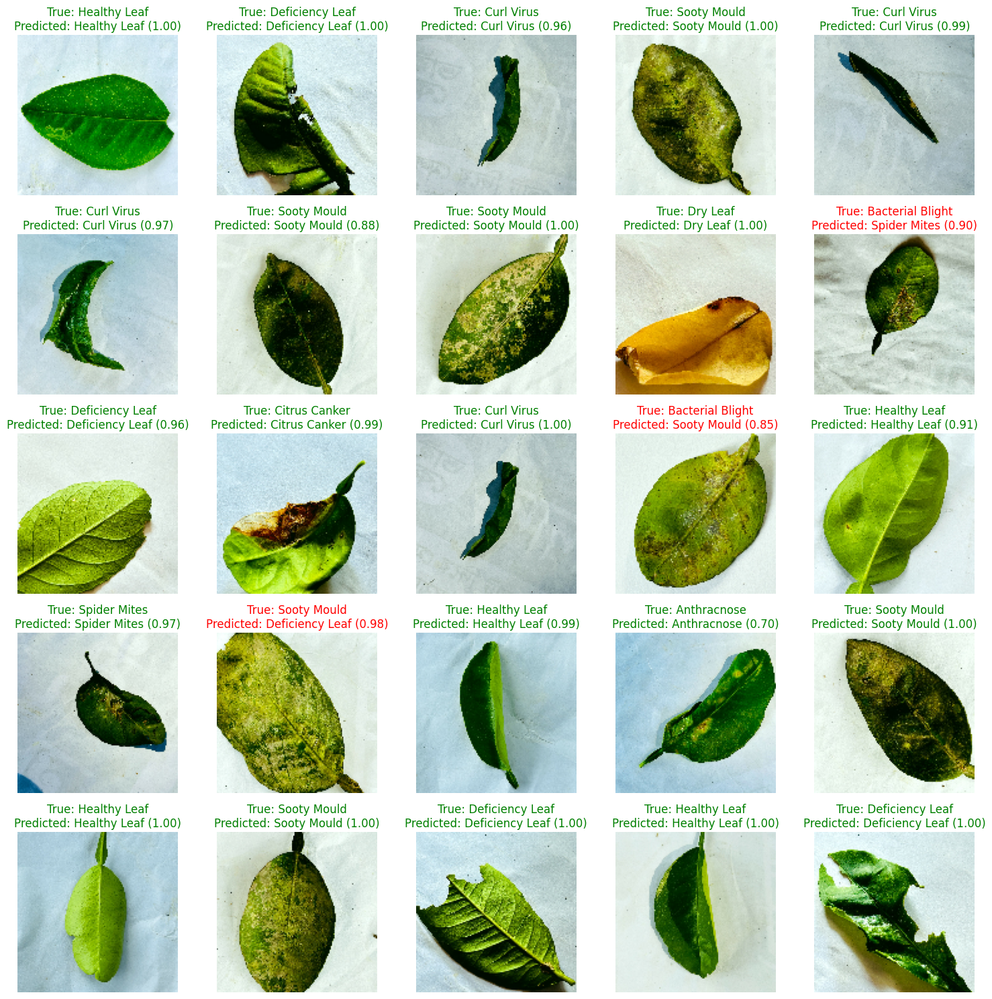 True: Healthy Leaf
Predicted: Healthy Leaf (1.00)
True: Deficiency Leaf
Predicted: Deficiency Leaf (1.00)
True: Curl Virus
Predicted: Curl Virus (0.96)
True: Sooty Mould
Predicted: Sooty Mould (1.00)
True: Curl Virus
Predicted: Curl Virus (0.99)
True: Curl Virus
Predicted: Curl Virus (0.97)
True: Sooty Mould
Predicted: Sooty Mould (0.88)
True: Sooty Mould
Predicted: Sooty Mould (1.00)
True: Dry Leaf
Predicted: Dry Leaf (1.00)
True: Bacterial Blight
Predicted: Spider Mites (0.90)
True: Deficiency Leaf
Predicted: Deficiency Leaf (0.96)
True: Citrus Canker
Predicted: Citrus Canker (0.99)
True: Curl Virus
Predicted: Curl Virus (1.00)
True: Bacterial Blight
Predicted: Sooty Mould (0.85)
True: Healthy Leaf
Predicted: Healthy Leaf (0.91)
True: Spider Mites
Predicted: Spider Mites (0.97)
True: Sooty Mould
Predicted: Deficiency Leaf (0.98)
True: Healthy Leaf
Predicted: Healthy Leaf (0.99)
True: Anthracnose
Predicted: Anthracnose (0.70)
True: Sooty Mould
Predicted: Sooty Mould (1.00)
True: Healthy Leaf
Predicted: Healthy Leaf (1.00)
True: Sooty Mould
Predicted: Sooty Mould (1.00)
True: Deficiency Leaf
Predicted: Deficiency Leaf (1.00)
True: Healthy Leaf
Predicted: Healthy Leaf (1.00)
True: Deficiency Leaf
Predicted: Deficiency Leaf (1.00)